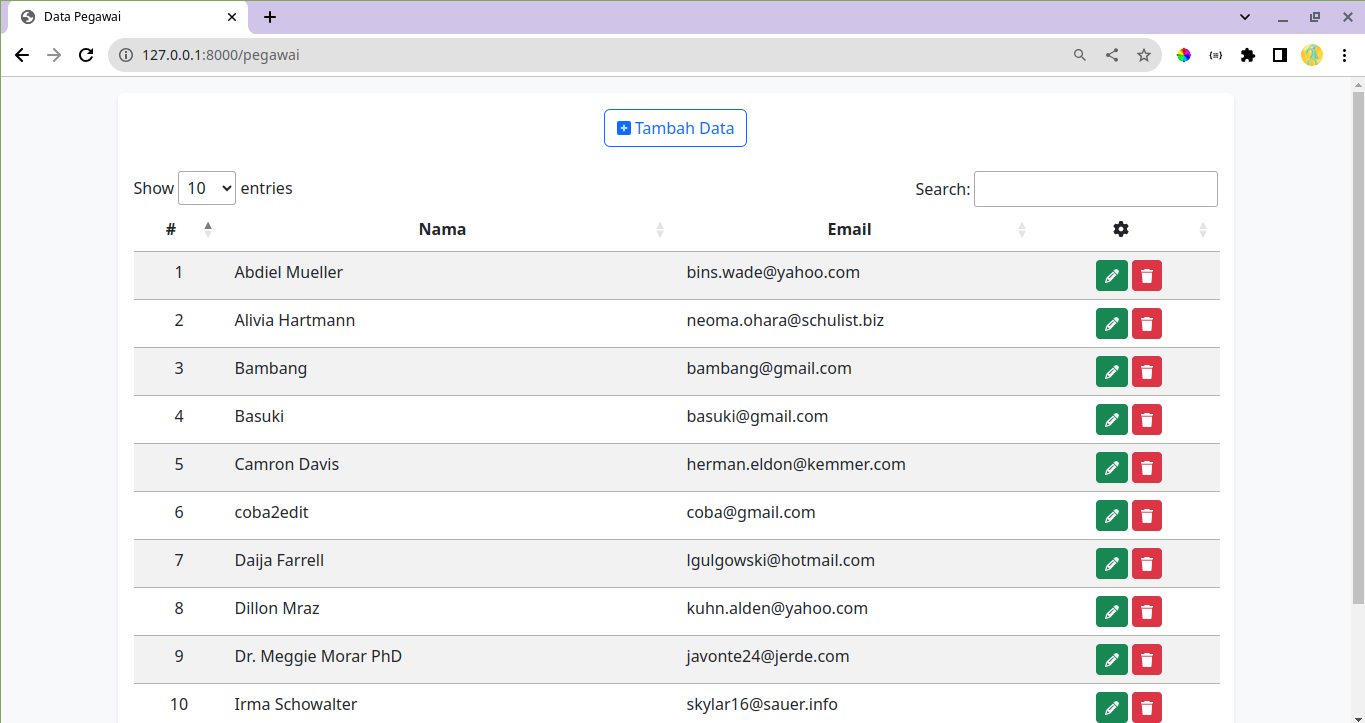 Data Pegawai
127.0.0.1:8000/pegawai
Tambah Data
Show 10 entries Search:
# Nama Email
1 Abdiel Mueller bins.wade@yahoo.com
2 Alivia Hartmann neoma.ohara@schulist.biz
3 Bambang bambang@gmail.com
4 Basuki basuki@gmail.com
5 Camron Davis herman.eldon@kemmer.com
6 coba2edit coba@gmail.com
7 Daija Farrell lgulgowski@hotmail.com
8 Dillon Mraz kuhn.alden@yahoo.com
9 Dr. Meggie Morar PhD javonte24@jerde.com
10 Irma Schowalter skylar16@sauer.info